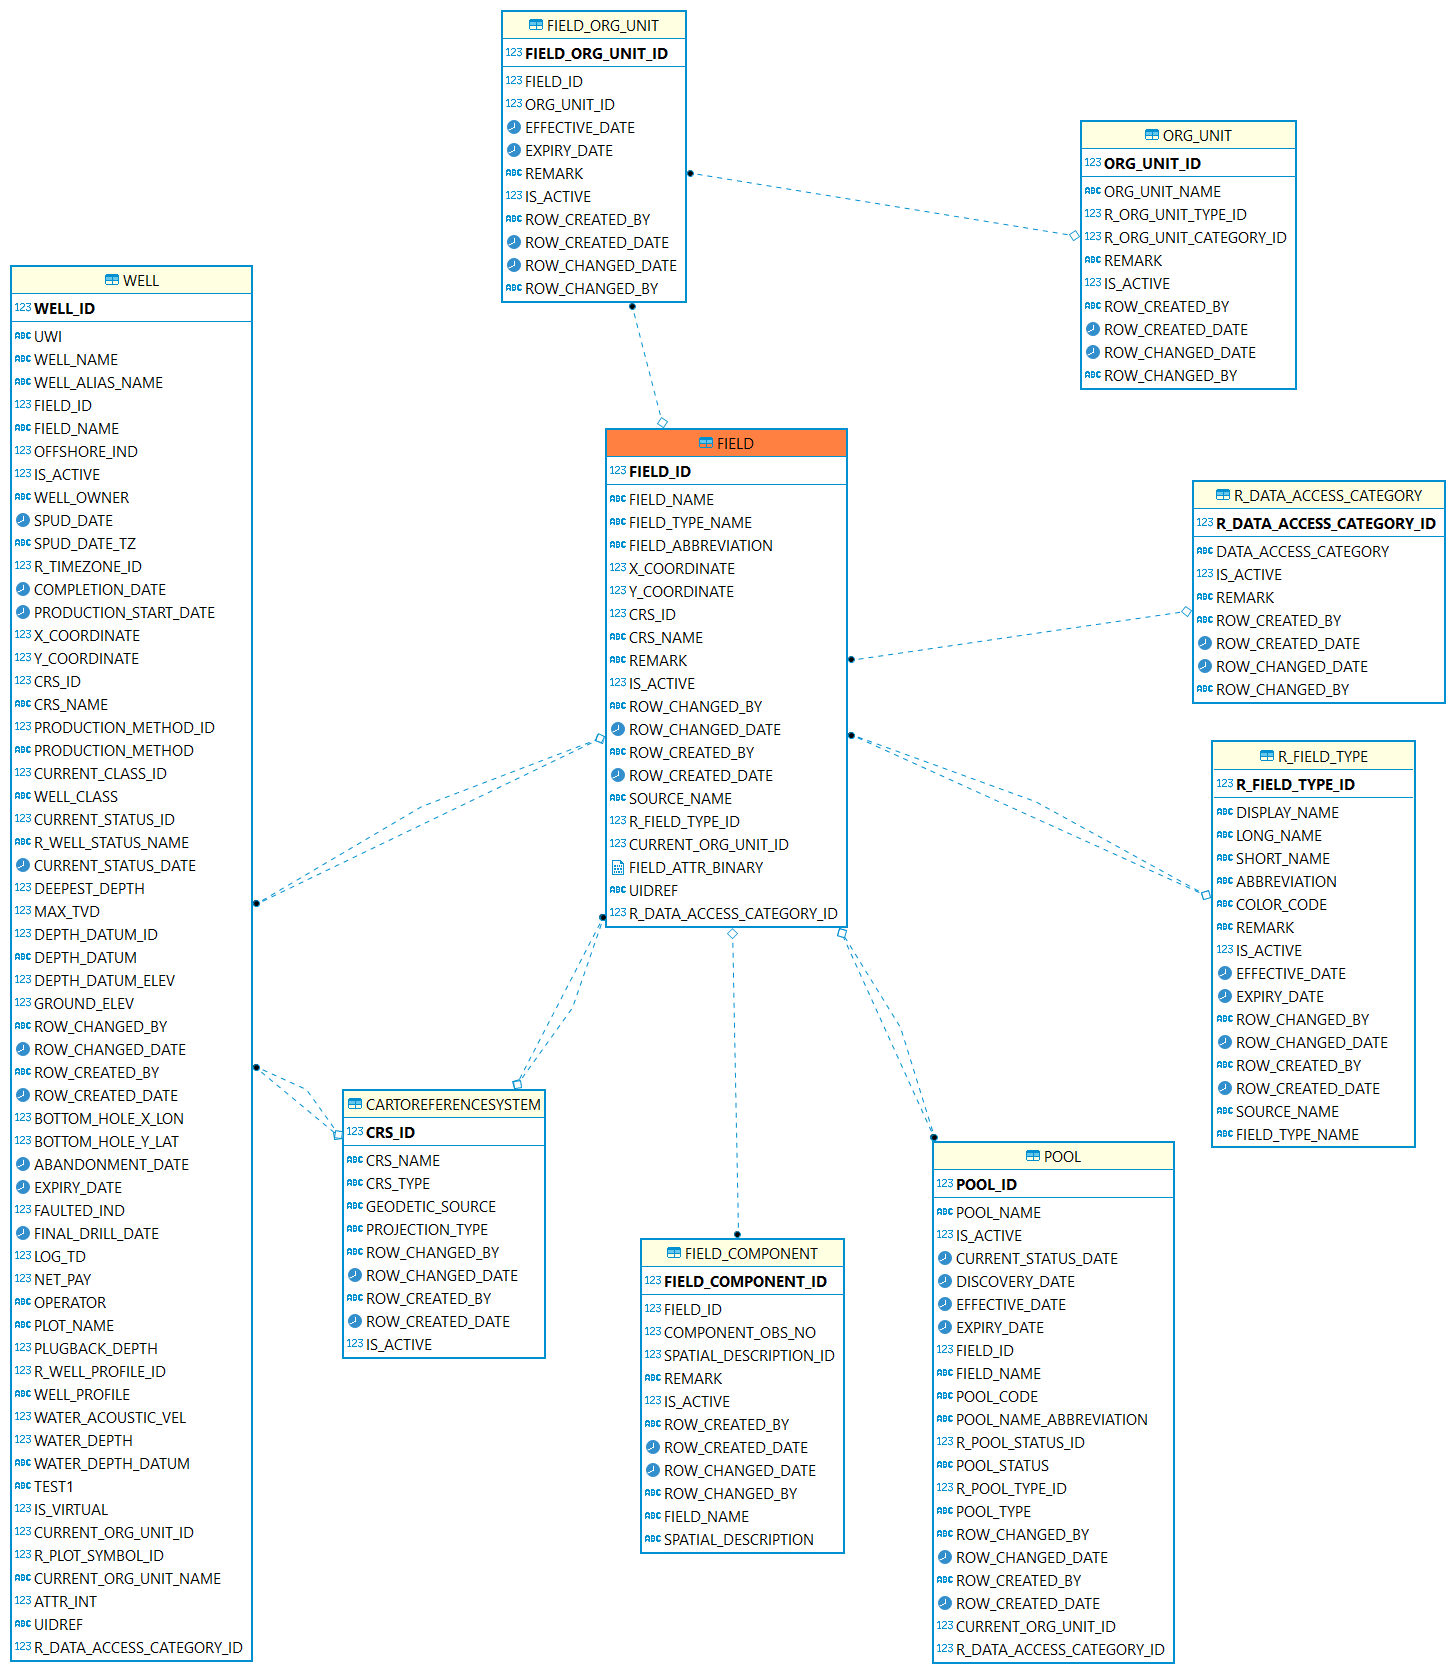 FIELD_ORG_UNIT
123 FIELD_ORG_UNIT_ID
123 FIELD_ID
123 ORG_UNIT_ID
EFFECTIVE_DATE
EXPIRY_DATE
ABC REMARK
123 IS_ACTIVE
ABC ROW_CREATED_BY
ROW_CREATED_DATE
ROW_CHANGED_DATE
ABC ROW_CHANGED_BY
ORG_UNIT
123 ORG_UNIT_ID
ABC ORG_UNIT_NAME
123 R_ORG_UNIT_TYPE_ID
123 R_ORG_UNIT_CATEGORY_ID
ABC REMARK
123 IS_ACTIVE
ABC ROW_CREATED_BY
ROW_CREATED_DATE
ROW_CHANGED_DATE
ABC ROW_CHANGED_BY
WELL
123 WELL_ID
ABC UWI
ABC WELL_NAME
ABC WELL_ALIAS_NAME
123 FIELD_ID
ABC FIELD_NAME
123 OFFSHORE_IND
123 IS_ACTIVE
ABC WELL_OWNER
SPUD_DATE
ABC SPUD_DATE_TZ
123 R_TIMEZONE_ID
COMPLETION_DATE
PRODUCTION_START_DATE
123 X_COORDINATE
123 Y_COORDINATE
123 CRS_ID
ABC CRS_NAME
123 PRODUCTION_METHOD_ID
ABC PRODUCTION_METHOD
123 CURRENT_CLASS_ID
ABC WELL_CLASS
123 CURRENT_STATUS_ID
ABC R_WELL_STATUS_NAME
CURRENT_STATUS_DATE
123 DEEPEST_DEPTH
123 MAX_TVD
123 DEPTH_DATUM_ID
ABC DEPTH_DATUM
123 DEPTH_DATUM_ELEV
123 GROUND_ELEV
ABC ROW_CHANGED_BY
ROW_CHANGED_DATE
ABC ROW_CREATED_BY
ROW_CREATED_DATE
123 BOTTOM_HOLE_X_LON
123 BOTTOM_HOLE_Y_LAT
ABANDONMENT_DATE
EXPIRY_DATE
123 FAULTED_IND
FINAL_DRILL_DATE
123 LOG_TD
123 NET_PAY
ABC OPERATOR
ABC PLOT_NAME
123 PLUGBACK_DEPTH
123 R_WELL_PROFILE_ID
ABC WELL_PROFILE
123 WATER_ACOUSTIC_VEL
123 WATER_DEPTH
ABC WATER_DEPTH_DATUM
ABC TEST1
123 IS_VIRTUAL
123 CURRENT_ORG_UNIT_ID
123 R_PLOT_SYMBOL_ID
ABC CURRENT_ORG_UNIT_NAME
123 ATTR_INT
ABC UIDREF
123 R_DATA_ACCESS_CATEGORY_ID
FIELD
123 FIELD_ID
ABC FIELD_NAME
ABC FIELD_TYPE_NAME
ABC FIELD_ABBREVIATION
123 X_COORDINATE
123 Y_COORDINATE
123 CRS_ID
ABC CRS_NAME
ABC REMARK
123 IS_ACTIVE
ABC ROW_CHANGED_BY
ROW_CHANGED_DATE
ABC ROW_CREATED_BY
ROW_CREATED_DATE
ABC SOURCE_NAME
123 R_FIELD_TYPE_ID
123 CURRENT_ORG_UNIT_ID
FIELD_ATTR_BINARY
ABC UIDREF
123 R_DATA_ACCESS_CATEGORY_ID
R_DATA_ACCESS_CATEGORY
123 R_DATA_ACCESS_CATEGORY_ID
ABC DATA_ACCESS_CATEGORY
123 IS_ACTIVE
ABC REMARK
ABC ROW_CREATED_BY
ROW_CREATED_DATE
ROW_CHANGED_DATE
ABC ROW_CHANGED_BY
R_FIELD_TYPE
123 R_FIELD_TYPE_ID
ABC DISPLAY_NAME
ABC LONG_NAME
ABC SHORT_NAME
ABC ABBREVIATION
ABC COLOR_CODE
ABC REMARK
123 IS_ACTIVE
EFFECTIVE_DATE
EXPIRY_DATE
ABC ROW_CHANGED_BY
ROW_CHANGED_DATE
ABC ROW_CREATED_BY
ROW_CREATED_DATE
ABC SOURCE_NAME
ABC FIELD_TYPE_NAME
CARTOREFERENCESYSTEM
123 CRS_ID
ABC CRS_NAME
ABC CRS_TYPE
ABC GEODETIC_SOURCE
ABC PROJECTION_TYPE
ABC ROW_CHANGED_BY
ROW_CHANGED_DATE
ABC ROW_CREATED_BY
ROW_CREATED_DATE
123 IS_ACTIVE
FIELD_COMPONENT
123 FIELD_COMPONENT_ID
123 FIELD_ID
123 COMPONENT_OBS_NO
123 SPATIAL_DESCRIPTION_ID
ABC REMARK
123 IS_ACTIVE
ABC ROW_CREATED_BY
ROW_CREATED_DATE
ROW_CHANGED_DATE
ABC ROW_CHANGED_BY
ABC FIELD_NAME
ABC SPATIAL_DESCRIPTION
POOL
123 POOL_ID
ABC POOL_NAME
123 IS_ACTIVE
CURRENT_STATUS_DATE
DISCOVERY_DATE
EFFECTIVE_DATE
EXPIRY_DATE
123 FIELD_ID
ABC FIELD_NAME
ABC POOL_CODE
ABC POOL_NAME_ABBREVIATION
123 R_POOL_STATUS_ID
ABC POOL_STATUS
123 R_POOL_TYPE_ID
ABC POOL_TYPE
ABC ROW_CHANGED_BY
ROW_CHANGED_DATE
ABC ROW_CREATED_BY
ROW_CREATED_DATE
123 CURRENT_ORG_UNIT_ID
123 R_DATA_ACCESS_CATEGORY_ID